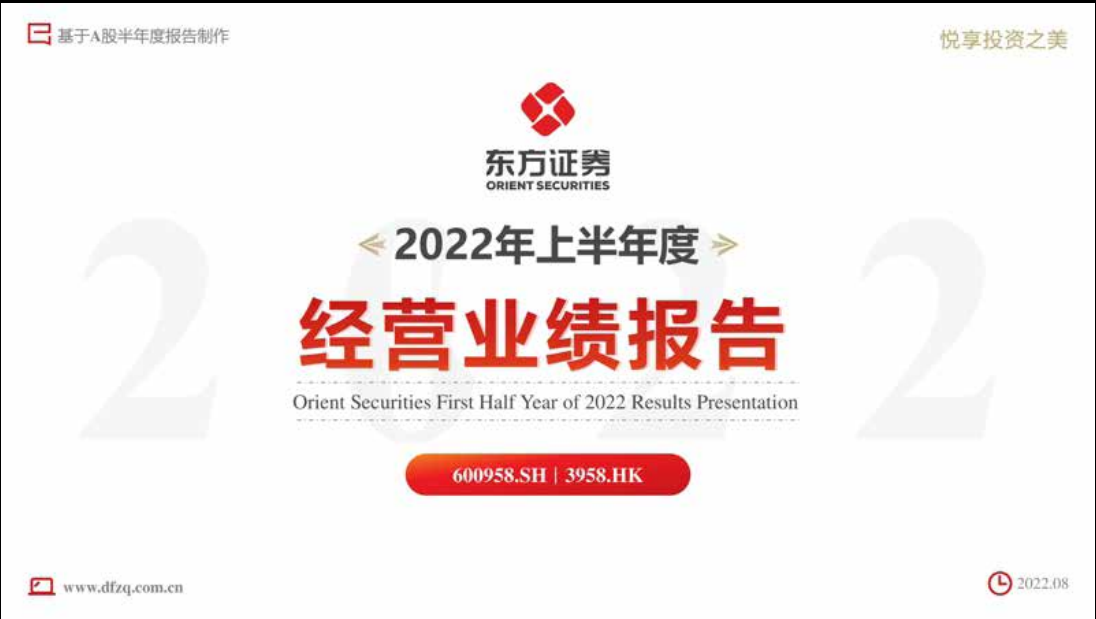 基于A股半年度报告制作
悦享投资之美
东方证券
ORIENT SECURITIES
2022
2022年上半年度
经营业绩报告
Orient Securities First Half Year of 2022 Results Presentation
600958.SH | 3958.HK
www.dfzq.com.cn
2022.08